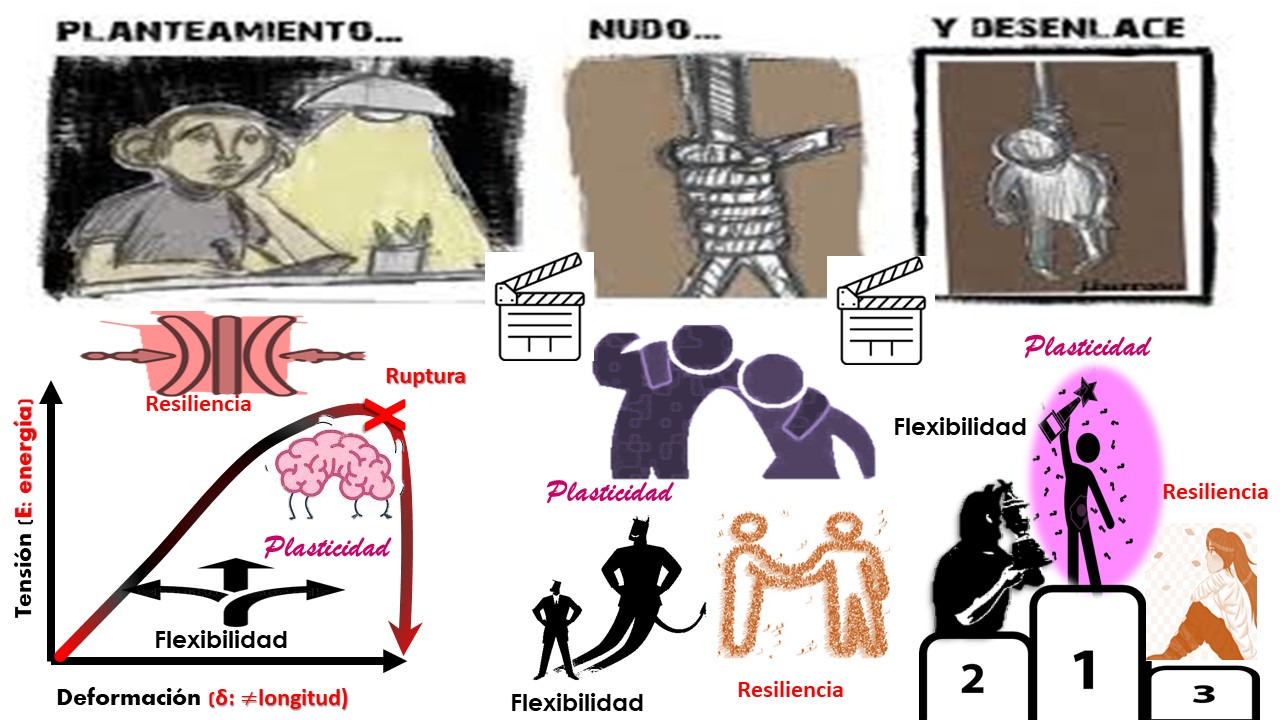 PLANTEAMIENTO...
NUDO...
Y DESENLACE
Resiliencia
Ruptura
Plasticidad
Flexibilidad
Tensión (E: energía)
Deformación (δ: ≠longitud)
Plasticidad
Flexibilidad
Resiliencia
Plasticidad
Flexibilidad
Resiliencia
2
1
3